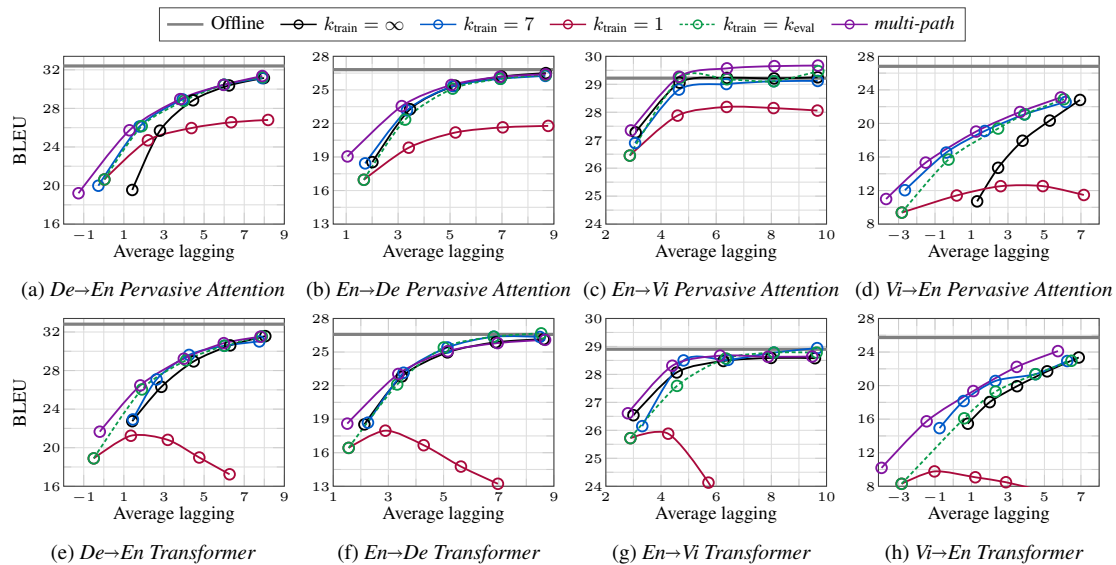 Offline k_train = ∞ k_train = 7 k_train = 1 k_train = k_eval multi-path
BLEU
32 28 24 20 16
−1 1 3 5 7 9
Average lagging
(a) De→En Pervasive Attention
28 25 22 19 16 13
1 3 5 7 9
Average lagging
(b) En→De Pervasive Attention
30 29 28 27 26 25 24
2 4 6 8 10
Average lagging
(c) En→Vi Pervasive Attention
28 24 20 16 12 8
−3 −1 1 3 5 7
Average lagging
(d) Vi→En Pervasive Attention
BLEU
32 28 24 20 16
−1 1 3 5 7 9
Average lagging
(e) De→En Transformer
28 25 22 19 16 13
1 3 5 7 9
Average lagging
(f) En→De Transformer
30 29 28 27 26 25 24
2 4 6 8 10
Average lagging
(g) En→Vi Transformer
28 24 20 16 12 8
−3 −1 1 3 5 7
Average lagging
(h) Vi→En Transformer